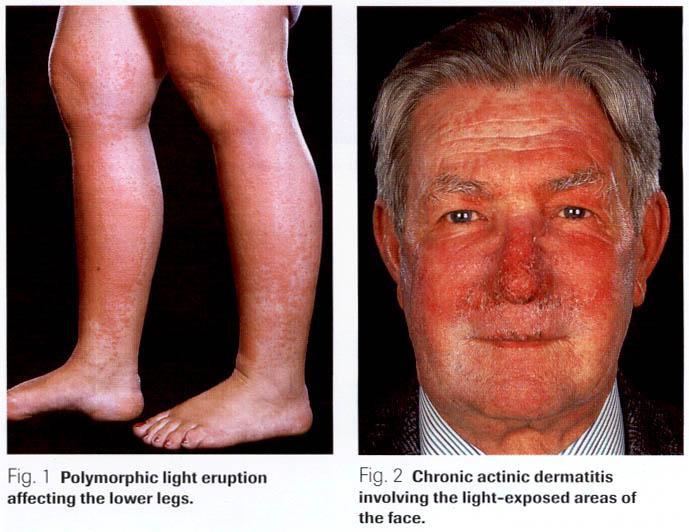 Fig. 1 Polymorphic light eruption
affecting the lower legs.
Fig. 2 Chronic actinic dermatitis
involving the light-exposed areas of
the face.